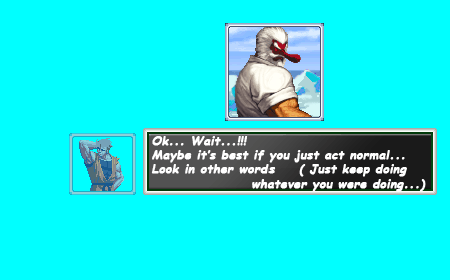 Ok... Wait...!!!
Maybe it's best if you just act normal...
Look in other words ( Just keep doing
whatever you were doing...)